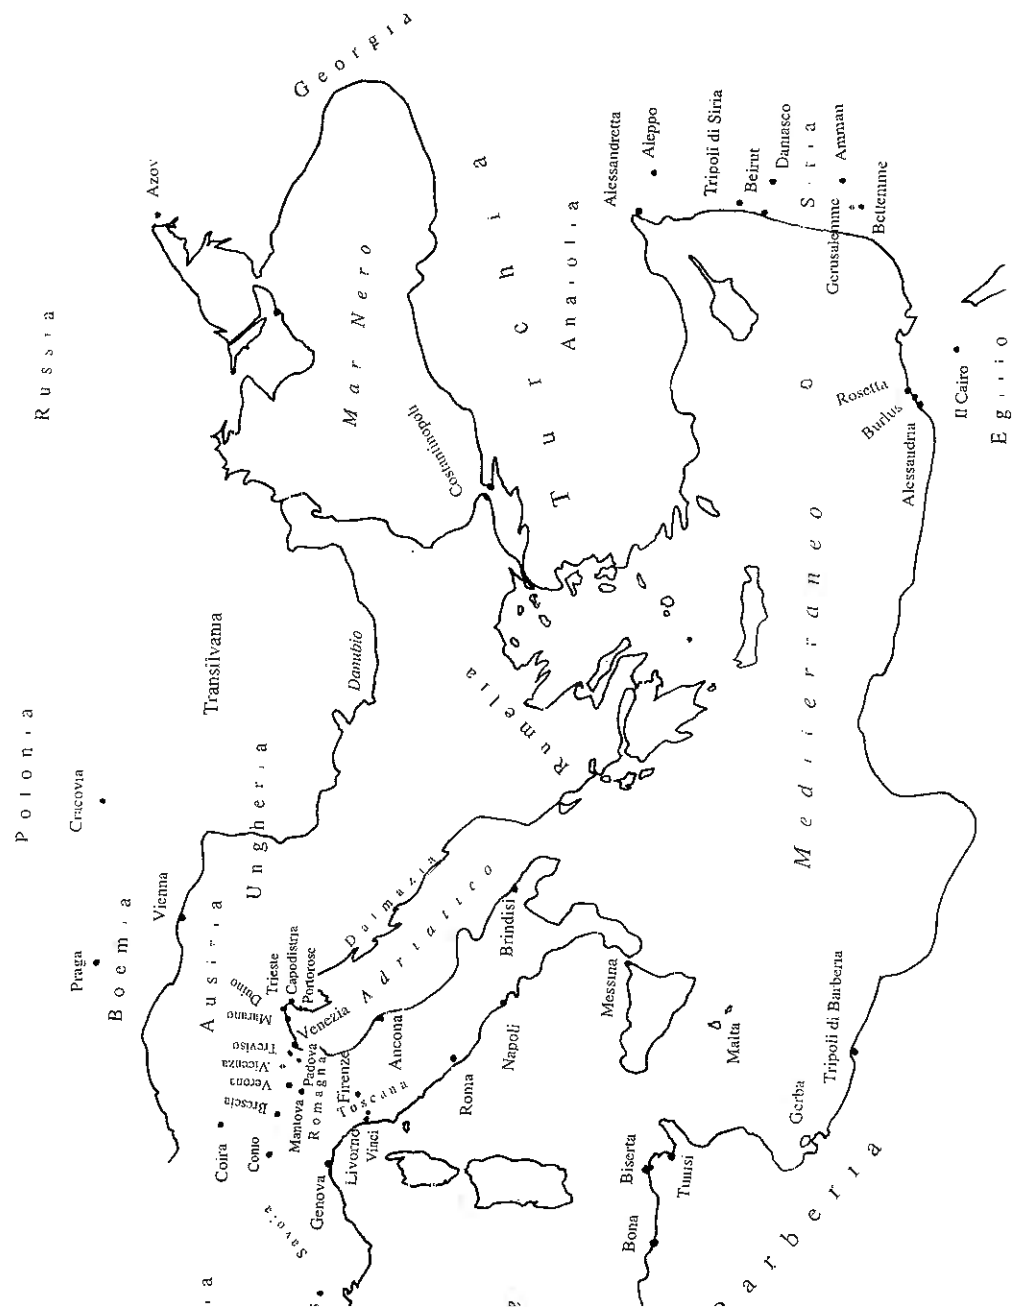 Russia
Polonia
Cracovia
Praga
Boemia
Vienna
Austria
Ungheria
Transilvania
Danubio
Azov
Georgia
Mar Nero
Costantinopoli
Turchia
Anatolia
Rumelia
Dalmazia
Adriatico
Alessandretta
Aleppo
Tripoli di Siria
Beirut
Damasco
Siria
Amman
Gerusalemme
Betlemme
Il Cairo
Egitto
Rosetta
Burlus
Alessandria
Mediterraneo
O
Coira
Como
Brescia
Verona
Vicenza
Treviso
Marano
Duino
Trieste
Capodistria
Portorose
Venezia
Padova
Mantova
Romagna
Firenze
Toscana
Livorno
Vinci
Genova
Savoia
Ancona
Roma
Napoli
Brindisi
Messina
Malta
Tripoli di Barberia
Gerba
Tunisi
Biserta
Bona
arberia
a
s